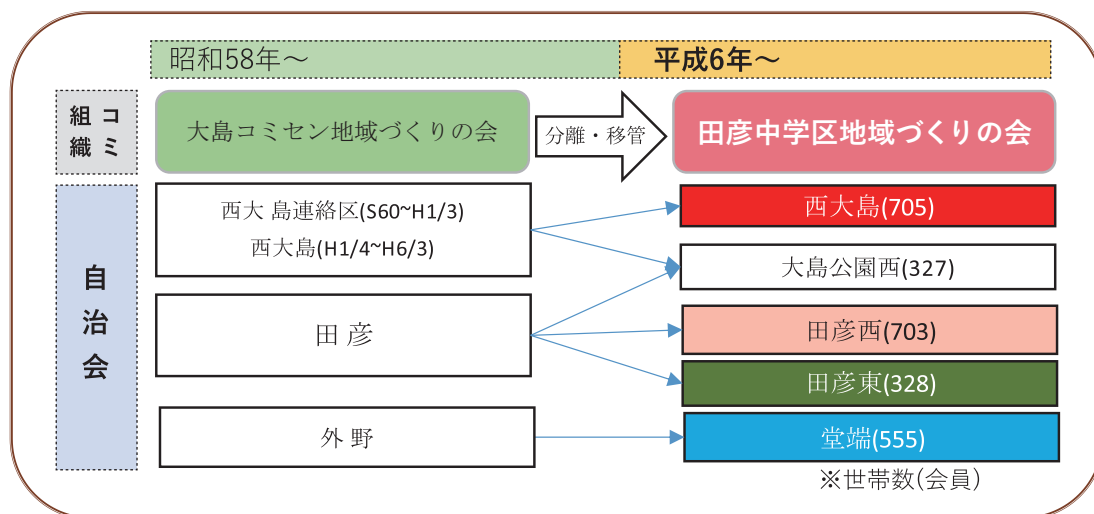 昭和58年～
平成6年～
コミ組織
大島コミセン地域づくりの会
分離・移管
田彦中学区地域づくりの会
自治会
西大 島連絡区(S60~H1/3)
西大島(H1/4~H6/3)
田 彦
外 野
西大島(705)
大島公園西(327)
田彦西(703)
田彦東(328)
堂端(555)
※世帯数(会員)